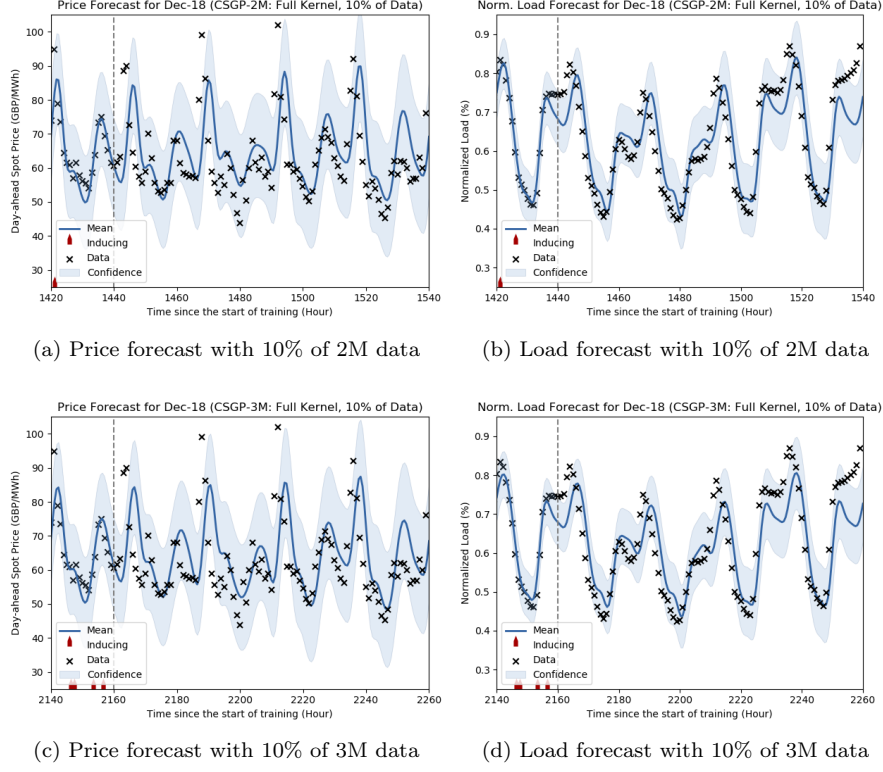 Price Forecast for Dec-18 (CSGP-2M: Full Kernel, 10% of Data)
Day-ahead Spot Price (GBP/MWh)
100
90
80
70
60
50
40
30
Mean
Inducing
Data
Confidence
1420 1440 1460 1480 1500 1520 1540
Time since the start of training (Hour)
(a) Price forecast with 10% of 2M data
Norm. Load Forecast for Dec-18 (CSGP-2M: Full Kernel, 10% of Data)
Normalized Load (%)
0.9
0.8
0.7
0.6
0.5
0.4
0.3
Mean
Inducing
Data
Confidence
1420 1440 1460 1480 1500 1520 1540
Time since the start of training (Hour)
(b) Load forecast with 10% of 2M data
Price Forecast for Dec-18 (CSGP-3M: Full Kernel, 10% of Data)
Day-ahead Spot Price (GBP/MWh)
100
90
80
70
60
50
40
30
Mean
Inducing
Data
Confidence
2140 2160 2180 2200 2220 2240 2260
Time since the start of training (Hour)
(c) Price forecast with 10% of 3M data
Norm. Load Forecast for Dec-18 (CSGP-3M: Full Kernel, 10% of Data)
Normalized Load (%)
0.9
0.8
0.7
0.6
0.5
0.4
0.3
Mean
Inducing
Data
Confidence
2140 2160 2180 2200 2220 2240 2260
Time since the start of training (Hour)
(d) Load forecast with 10% of 3M data